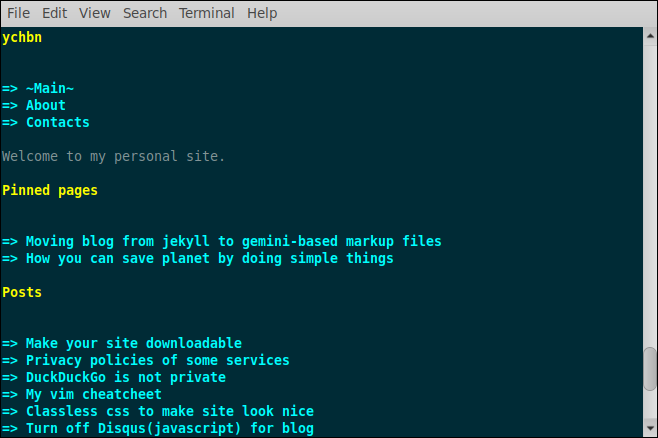 File Edit View Search Terminal Help
ychbn
=> ~Main~
=> About
=> Contacts
Welcome to my personal site.
Pinned pages
=> Moving blog from jekyll to gemini-based markup files
=> How you can save planet by doing simple things
Posts
=> Make your site downloadable
=> Privacy policies of some services
=> DuckDuckGo is not private
=> My vim cheatcheet
=> Classless css to make site look nice
=> Turn off Disqus(javascript) for blog